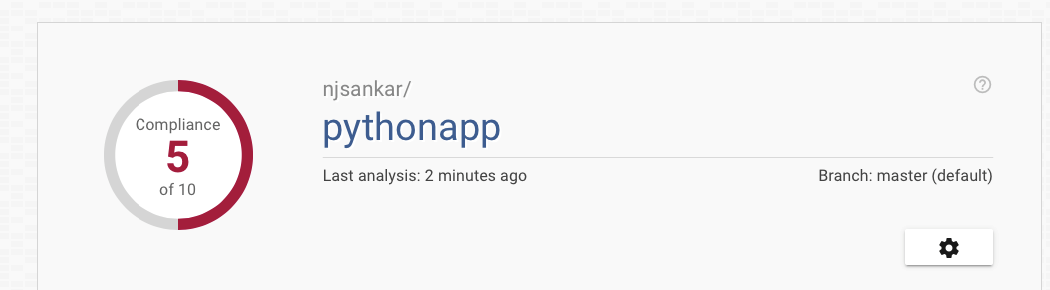 Compliance
5
of 10
njsankar/
pythonapp
Last analysis: 2 minutes ago
Branch: master (default)